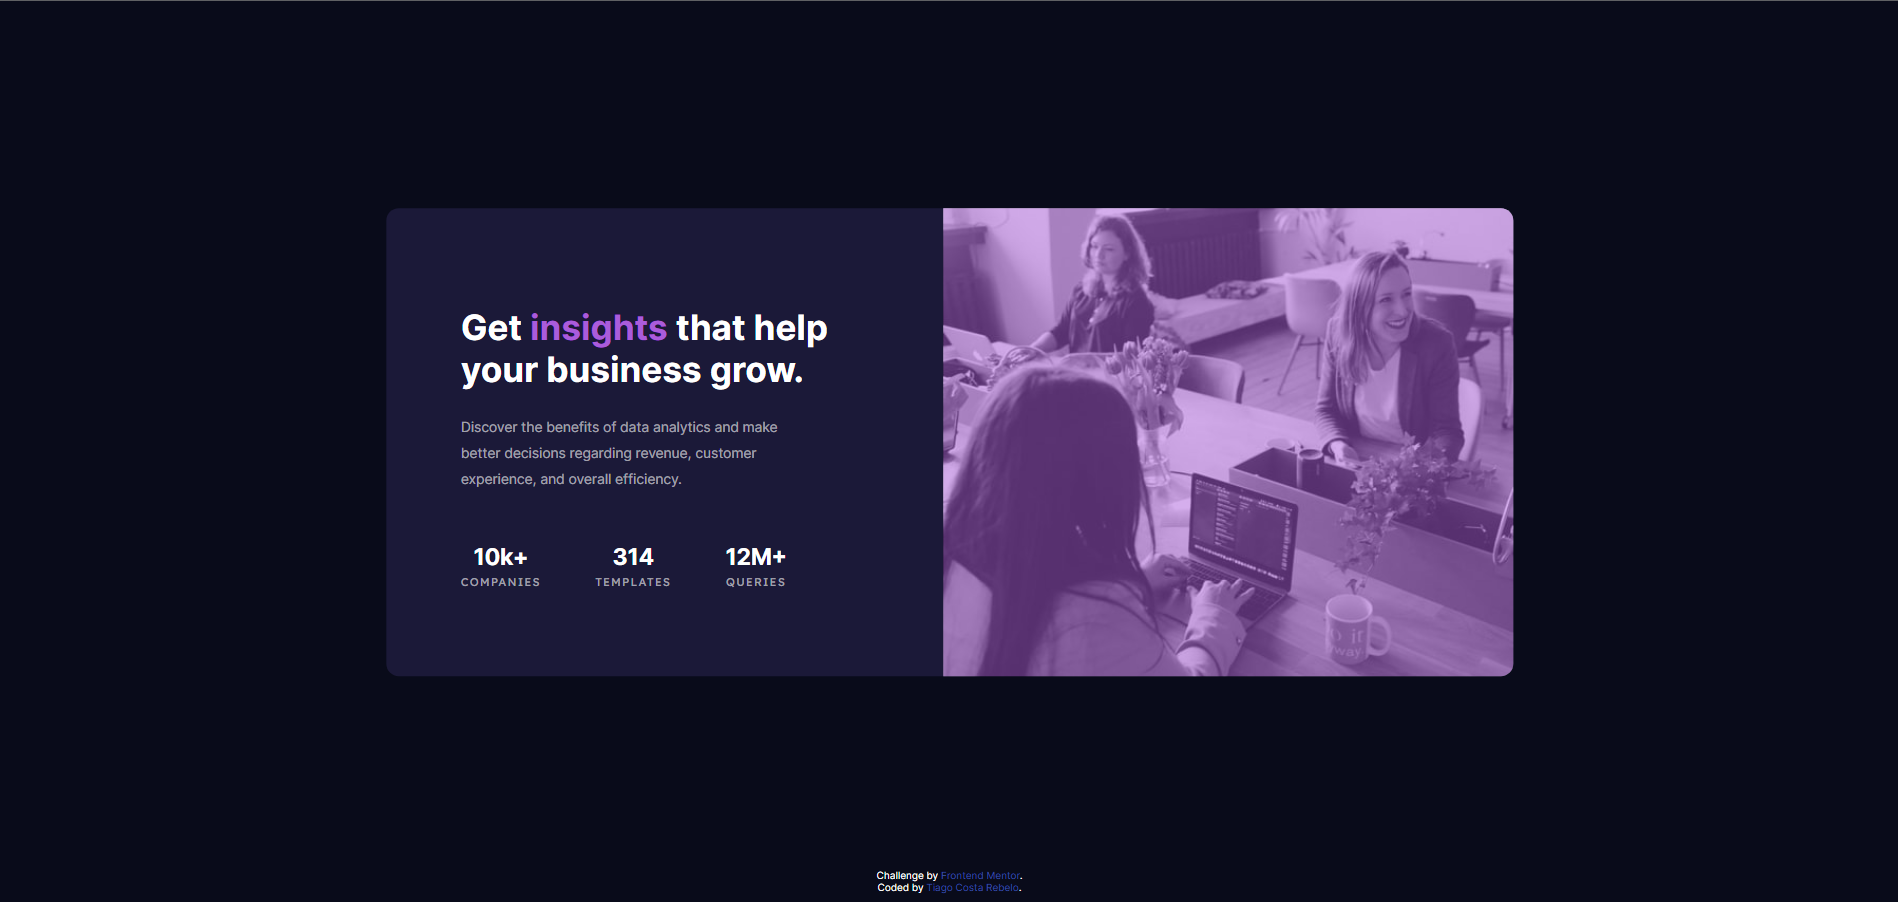 Get insights that help
your business grow.
Discover the benefits of data analytics and make
better decisions regarding revenue, customer
experience, and overall efficiency.
10k+ 314 12M+
COMPANIES TEMPLATES QUERIES
Challenge by Frontend Mentor.
Coded by Tiago Costa Rebelo.